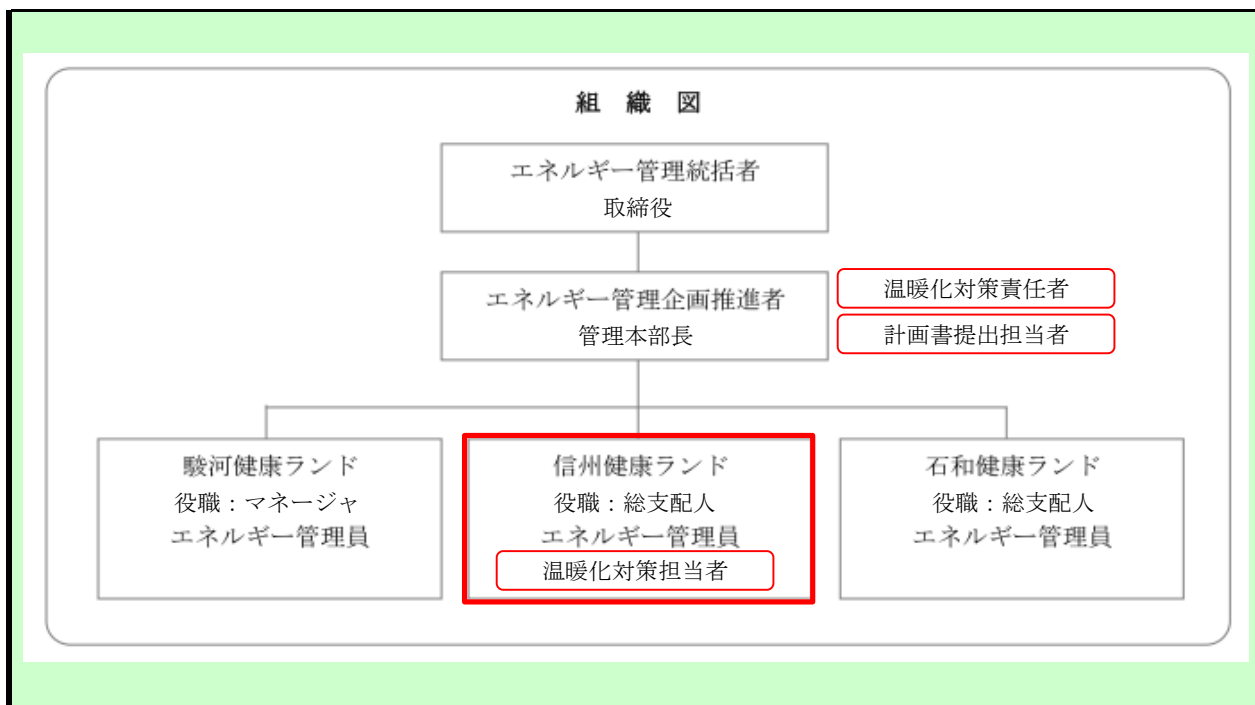 組 織 図
エネルギー管理統括者
取締役
エネルギー管理企画推進者
管理本部長
温暖化対策責任者
計画書提出担当者
駿河健康ランド
役職：マネージャ
エネルギー管理員
信州健康ランド
役職：総支配人
エネルギー管理員
温暖化対策担当者
石和健康ランド
役職：総支配人
エネルギー管理員